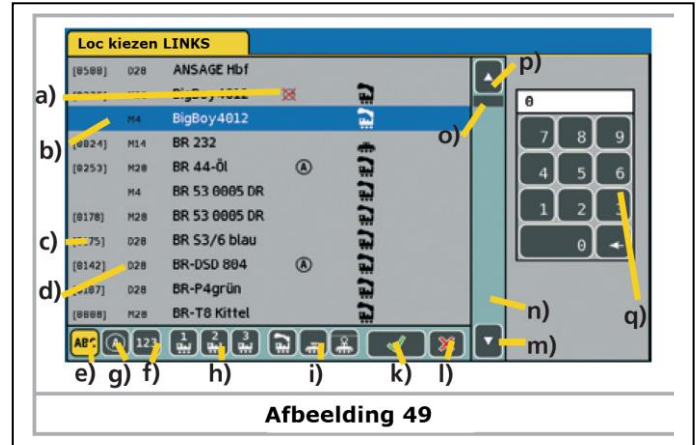 Loc kiezen LINKS
[0500] D28 ANSAGE Hbf
a) BigBoy4012
b) M4 BigBoy4012
[0024] M14 BR 232
[0253] M28 BR 44-Öl A
M4 BR 53 0005 DR
[0178] M28 BR 53 0005 DR
c) D28 BR S3/6 blau
d) [0142] D28 BR-DSD 804 A
D28 BR-P4grün
[0008] M28 BR-T8 Kittel
ABC A 123 1 2 3
e) g) f) h) i) k) l) m)
n)
o)
p)
0
7 8 9
4 5 6
1 2 3
0 ←
q)
Afbeelding 49